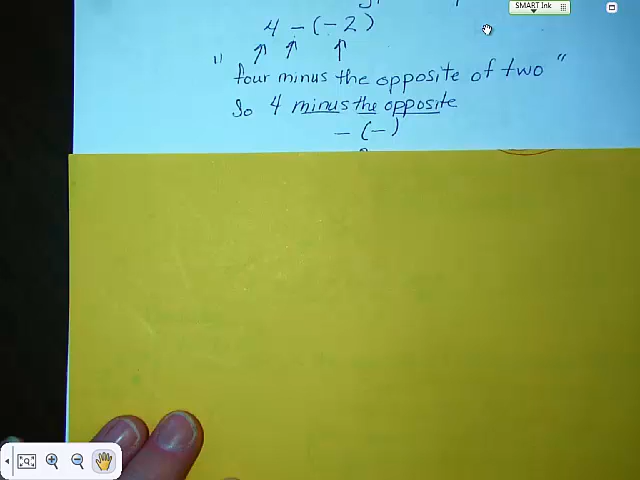 SMART Ink
4 - (-2)
" four minus the opposite of two "
So 4 minus the opposite
- (-)